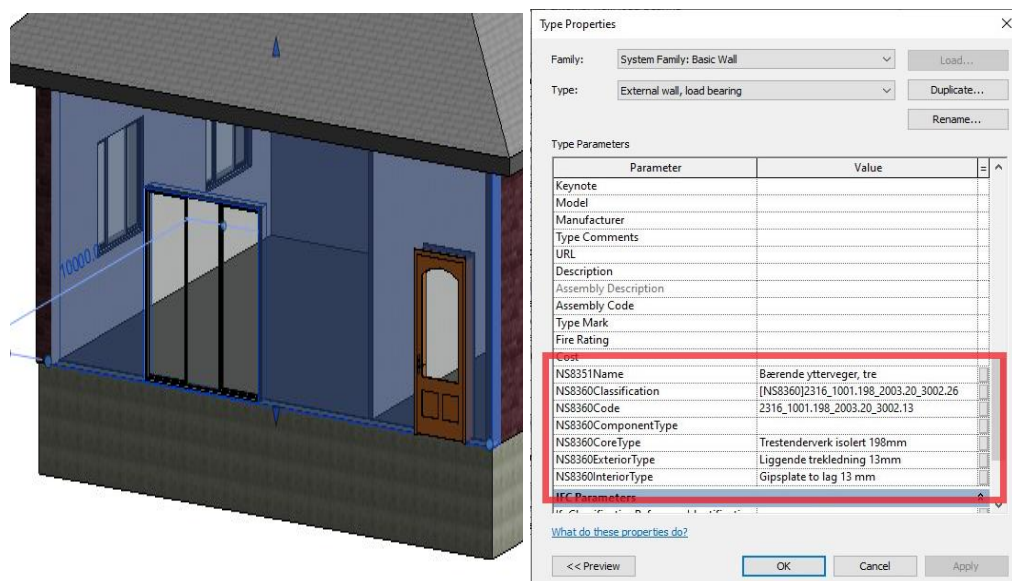 10000.0
Type Properties
Family: System Family: Basic Wall Load...
Type: External wall, load bearing Duplicate...
Rename...
Type Parameters
Parameter Value =
Keynote
Model
Manufacturer
Type Comments
URL
Description
Assembly Description
Assembly Code
Type Mark
Fire Rating
Cost
NS8351Name Bærende ytterveger, tre
NS8360Classification [NS8360]2316_1001.198_2003.20_3002.26
NS8360Code 2316_1001.198_2003.20_3002.13
NS8360ComponentType
NS8360CoreType Trestenderverk isolert 198mm
NS8360ExteriorType Liggende trekledning 13mm
NS8360InteriorType Gipsplate to lag 13 mm
IFC Parameters
What do these properties do?
<< Preview OK Cancel Apply